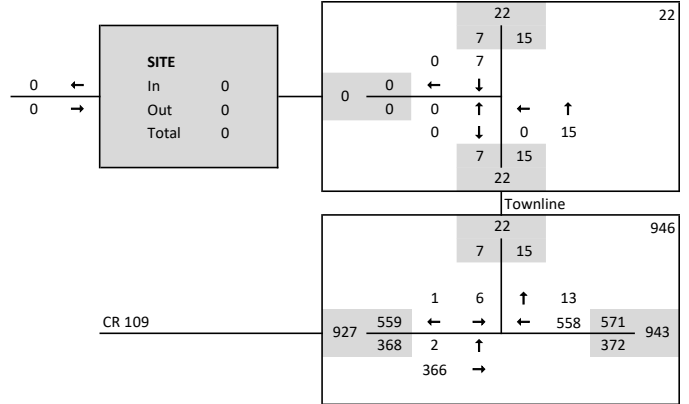 22 22
7 15
SITE 0 7
0 ← In 0 0 0 ← ↓
0 → Out 0 0 0 ↑ ← ↑
Total 0 0 ↓ 0 15
7 15
22
Townline
22 946
7 15
1 6 ↑ 13
CR 109 927 559 ← → ← 558 571 943
368 2 ↑ 372
366 →